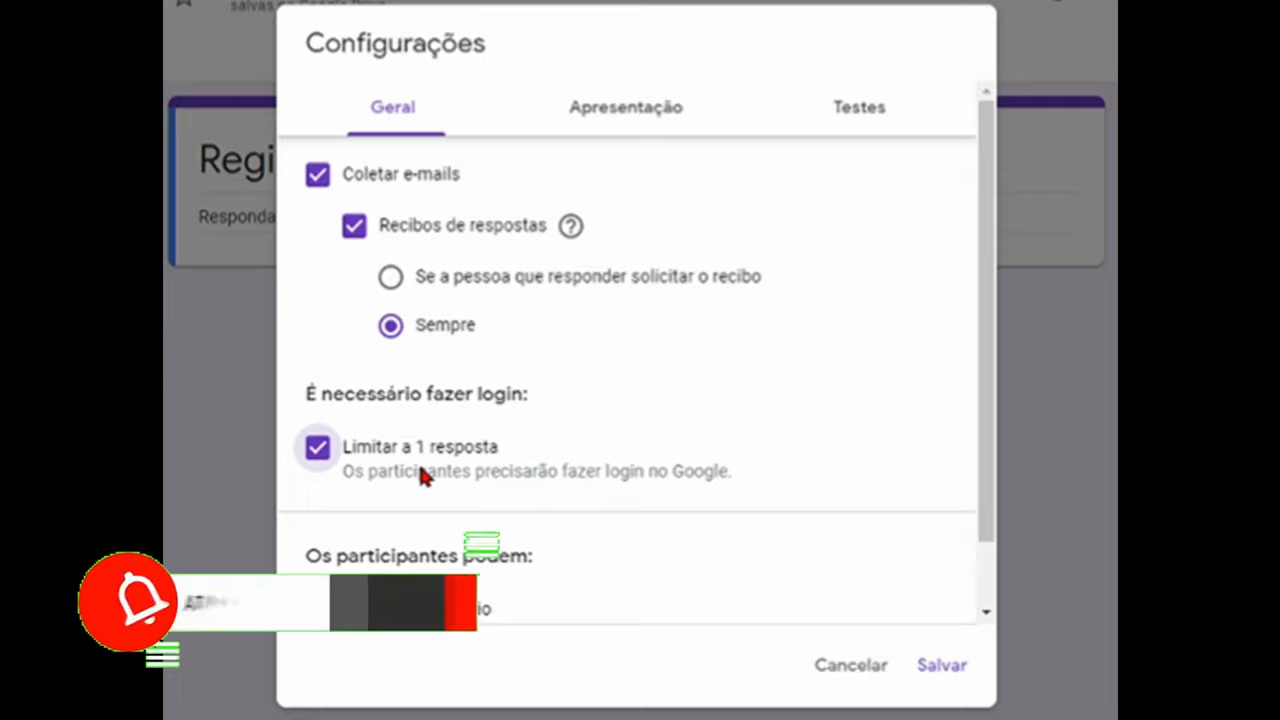 Configurações
Geral Apresentação Testes
Regi
Coletar e-mails
Responda
Recibos de respostas ?
Se a pessoa que responder solicitar o recibo
Sempre
É necessário fazer login:
Limitar a 1 resposta
Os participantes precisarão fazer login no Google.
Os participantes podem:
io
Cancelar Salvar